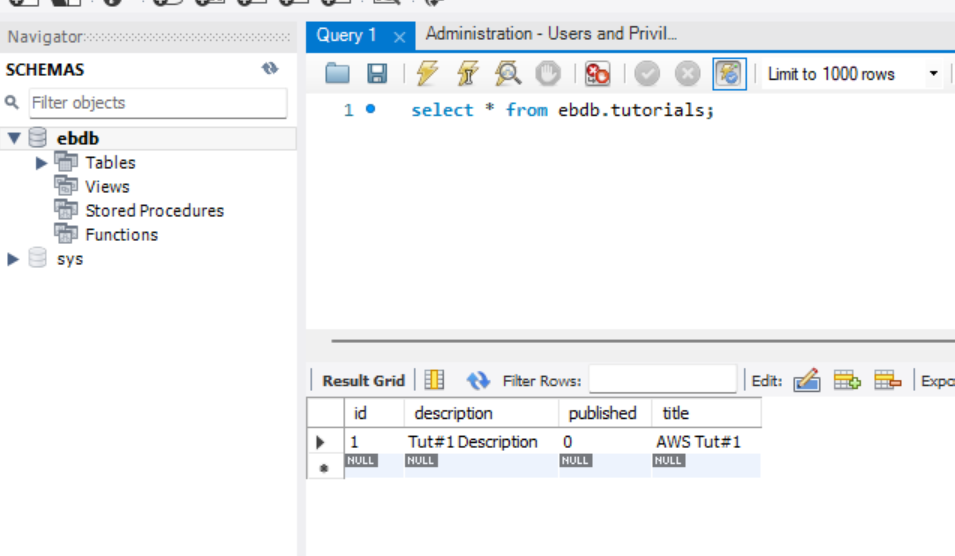 Navigator
Query 1
Administration - Users and Privil...
SCHEMAS
Limit to 1000 rows
Filter objects
1 select * from ebdb.tutorials;
ebdb
Tables
Views
Stored Procedures
Functions
sys
Result Grid Filter Rows: Edit: Expo
id description published title
1 Tut#1 Description 0 AWS Tut#1
NULL NULL NULL NULL